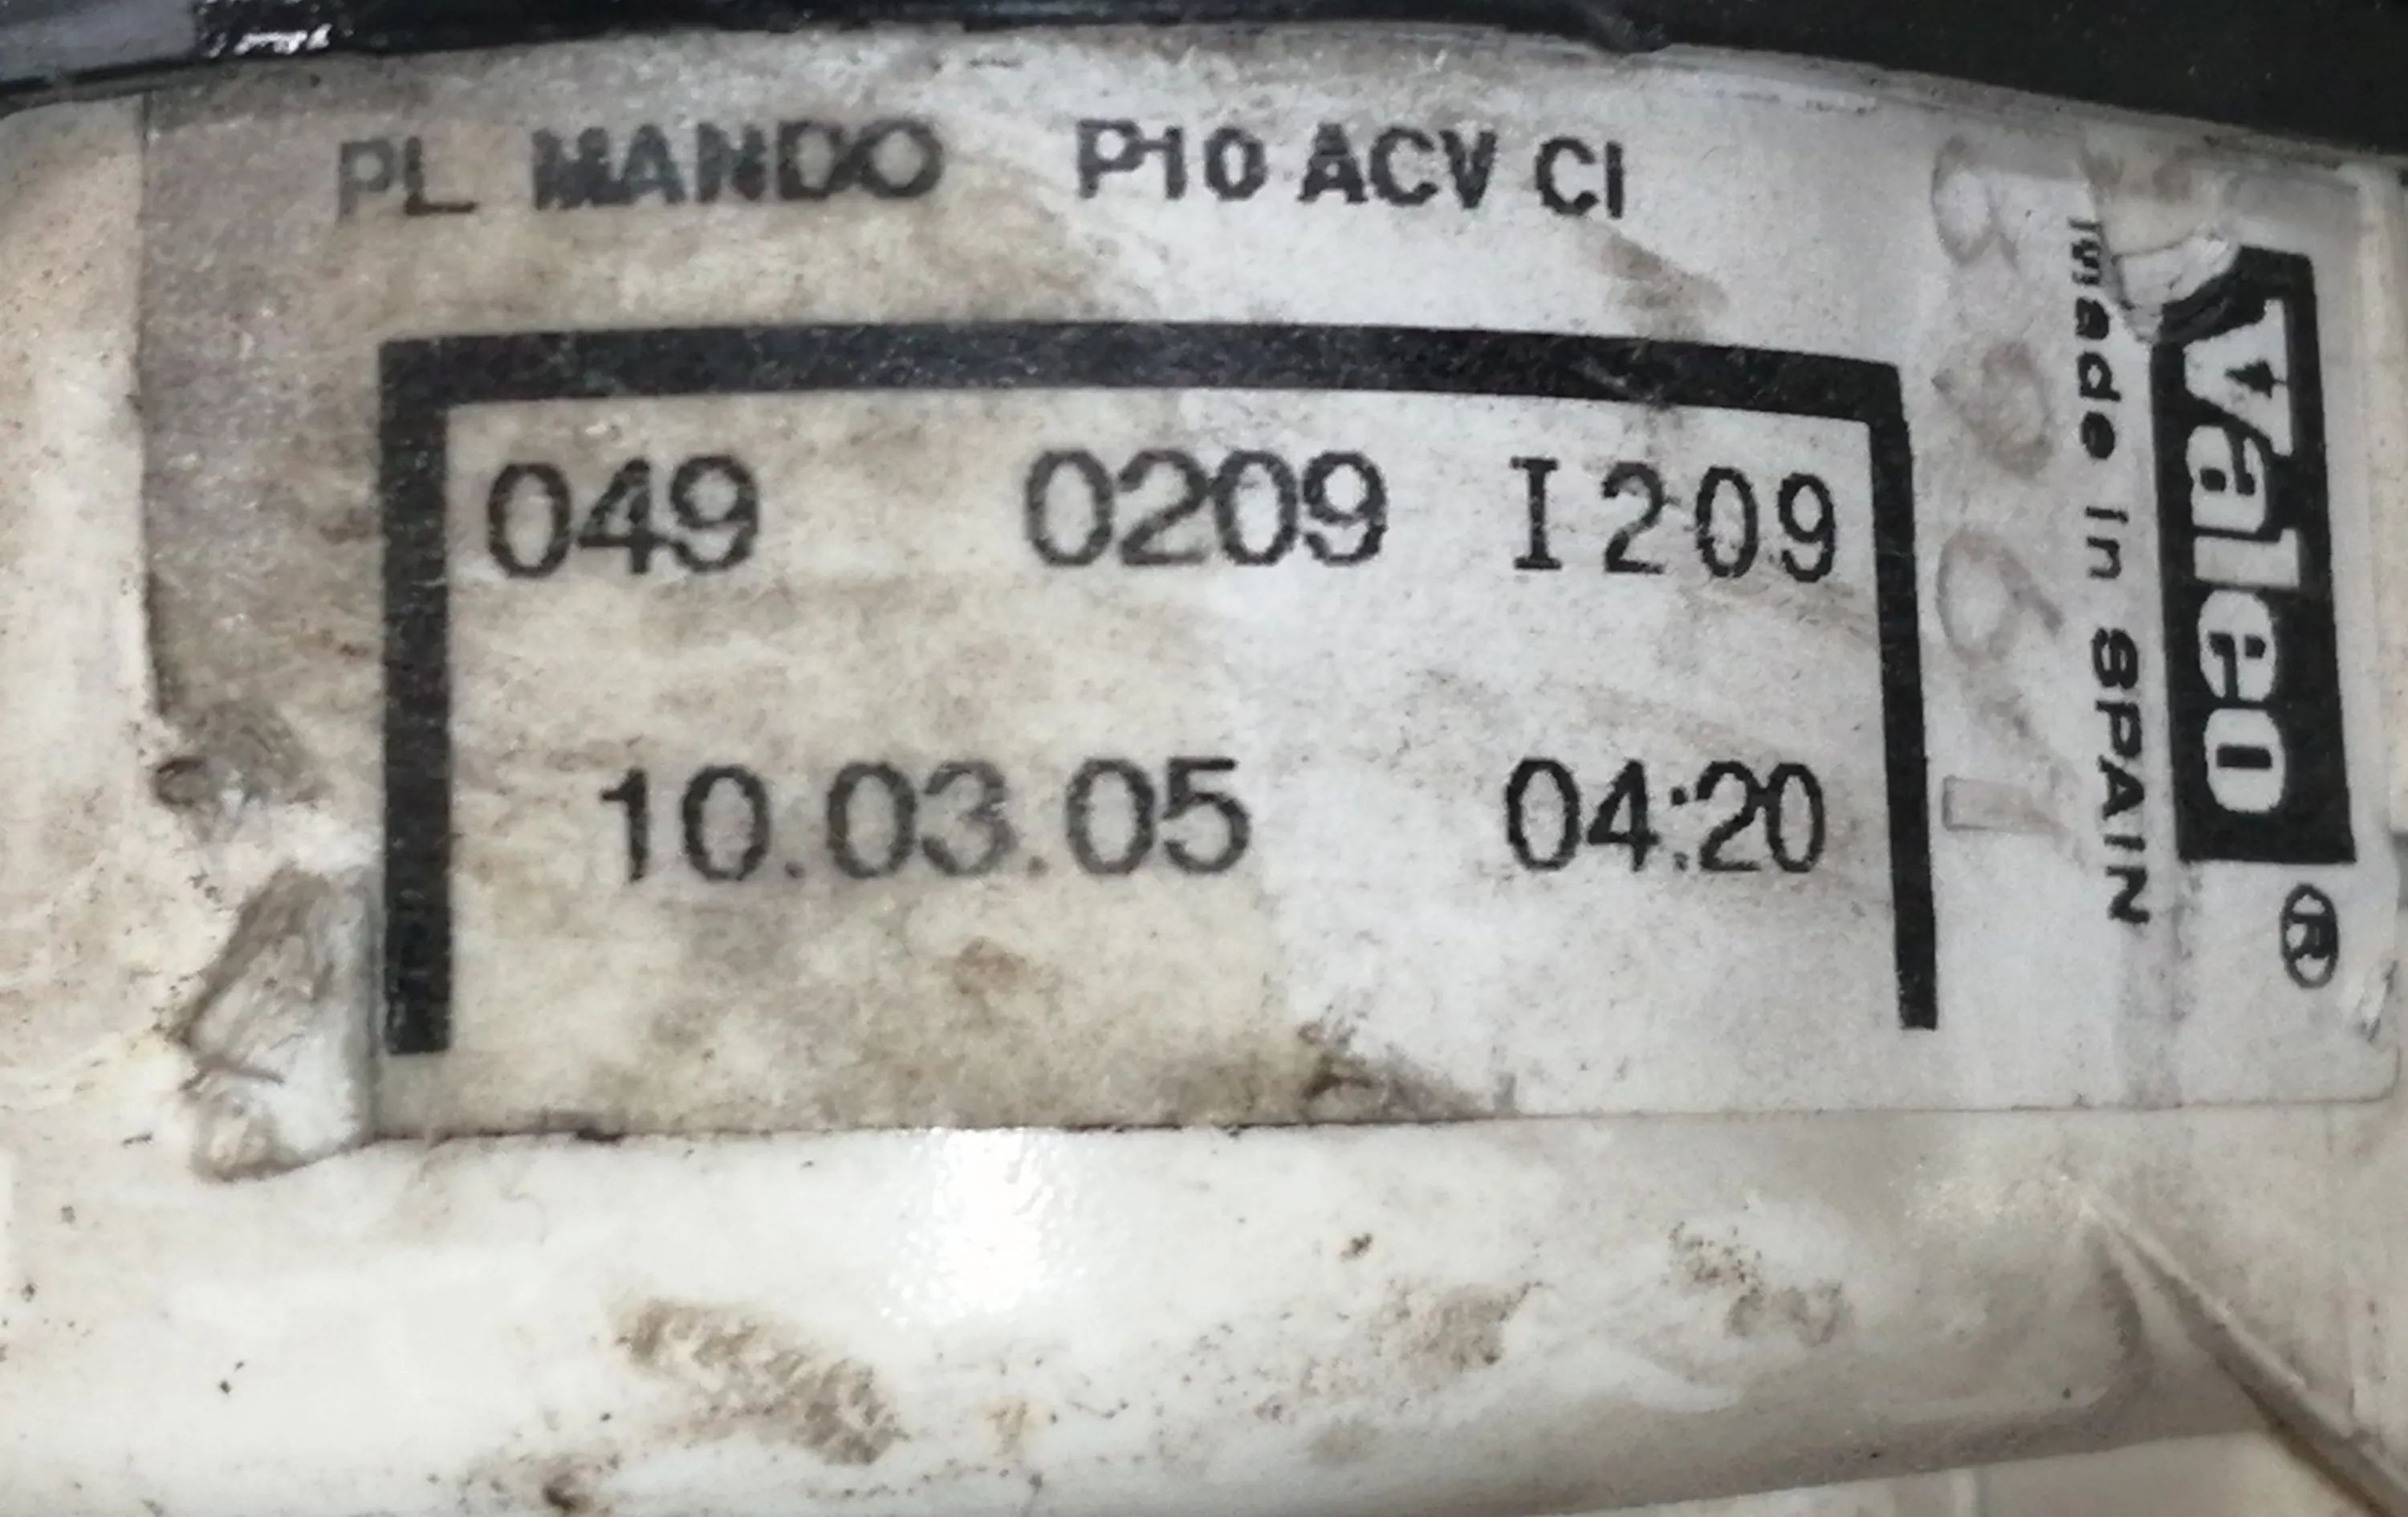 PL MANDO P10 ACV CI
049 0209 I209
10.03.05 04:20
Made in SPAIN
Valeo ®